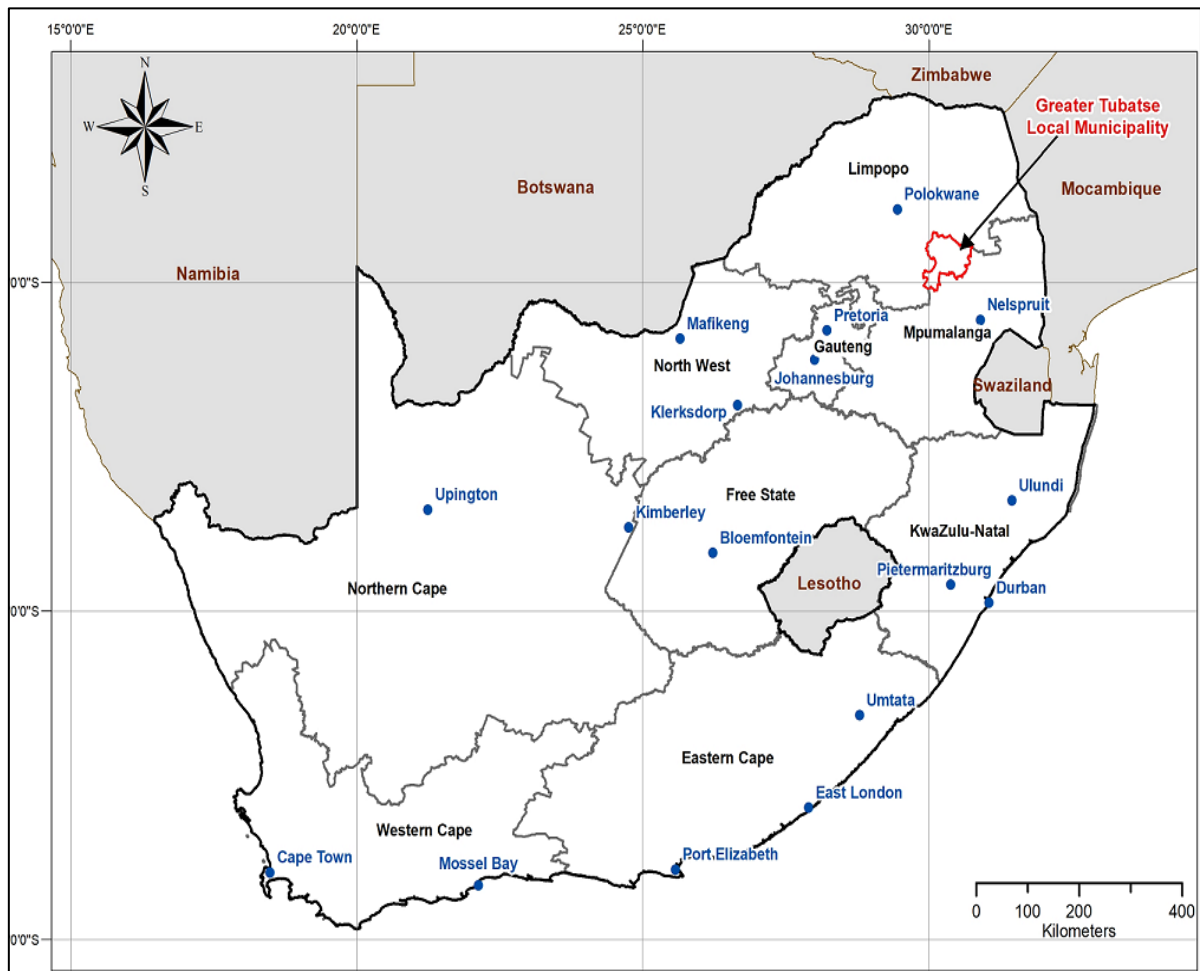 15°0'0"E 20°0'0"E 25°0'0"E 30°0'0"E
N
W E
S
Zimbabwe
Greater Tubatse
Local Municipality
Limpopo
Botswana
Polokwane
Mocambique
Namibia
0'0"S
Nelspruit
Mafikeng
Pretoria
Mpumalanga
Gauteng
North West
Johannesburg
Swaziland
Klerksdorp
Upington
Free State
Ulundi
Kimberley
KwaZulu-Natal
Bloemfontein
Pietermaritzburg
Lesotho
Northern Cape
Durban
0'0"S
Umtata
Eastern Cape
East London
Western Cape
Cape Town
Mossel Bay
Port Elizabeth
0 100 200 400
Kilometers
0'0"S